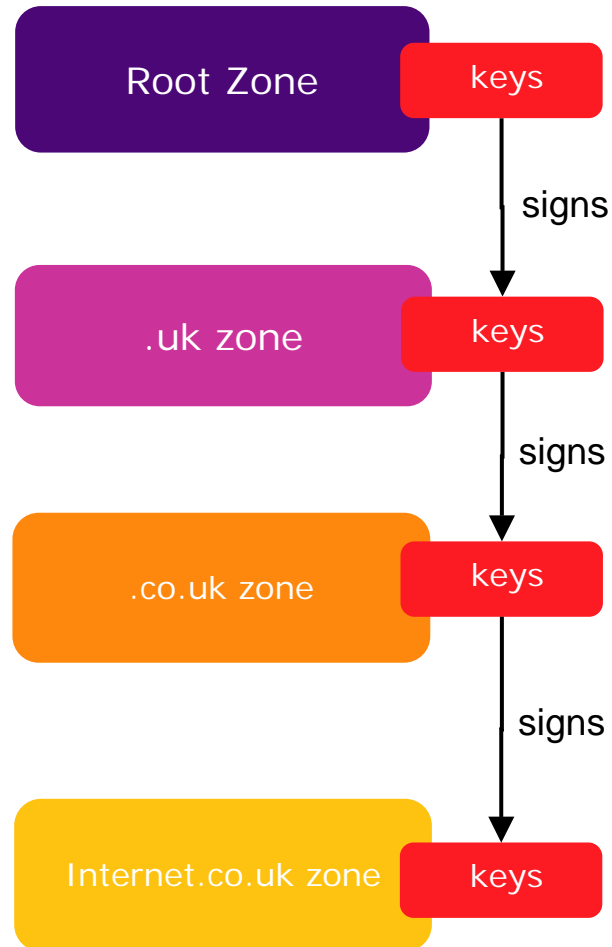 Root Zone
keys
signs
.uk zone
keys
signs
.co.uk zone
keys
signs
Internet.co.uk zone
keys